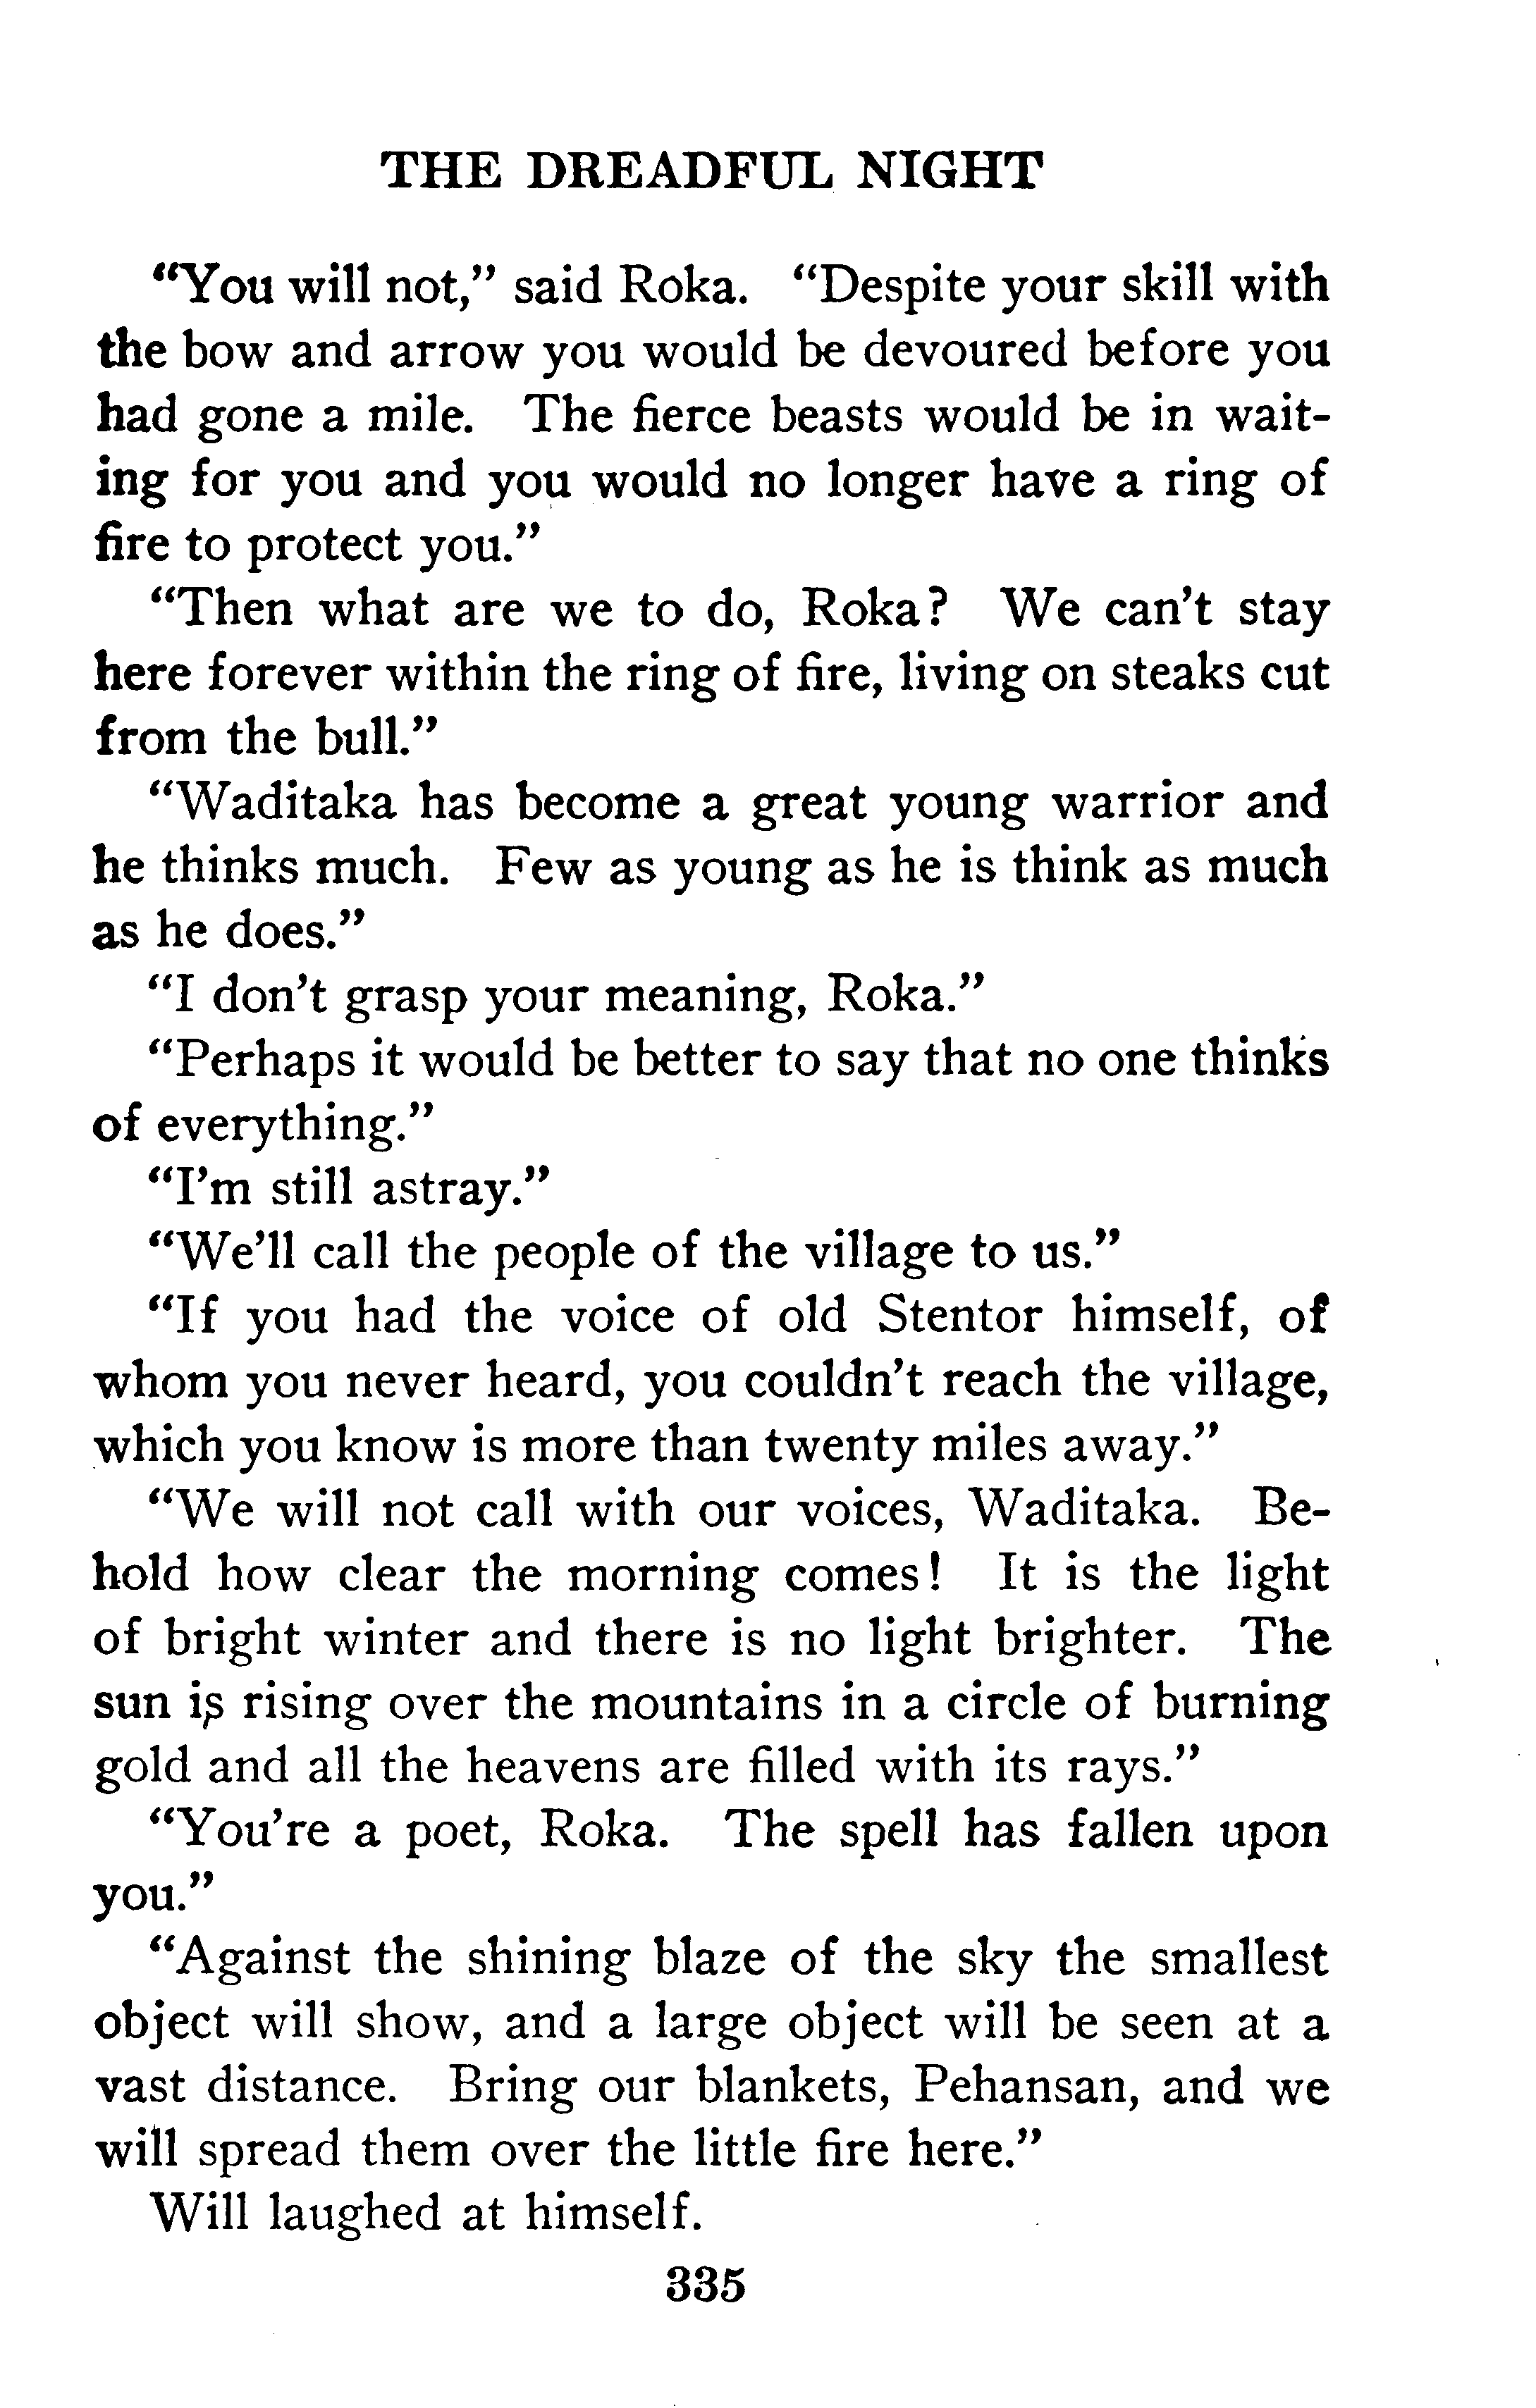 THE DREADFUL NIGHT
"You will not," said Roka. "Despite your skill with
the bow and arrow you would be devoured before you
had gone a mile. The fierce beasts would be in wait-
ing for you and you would no longer have a ring of
fire to protect you."
"Then what are we to do, Roka? We can't stay
here forever within the ring of fire, living on steaks cut
from the bull."
"Waditaka has become a great young warrior and
he thinks much. Few as young as he is think as much
as he does."
"I don't grasp your meaning, Roka."
"Perhaps it would be better to say that no one thinks
of everything."
"I'm still astray."
"We'll call the people of the village to us."
"If you had the voice of old Stentor himself, of
whom you never heard, you couldn't reach the village,
which you know is more than twenty miles away."
"We will not call with our voices, Waditaka. Be-
hold how clear the morning comes! It is the light
of bright winter and there is no light brighter. The
sun is rising over the mountains in a circle of burning
gold and all the heavens are filled with its rays."
"You're a poet, Roka. The spell has fallen upon
you."
"Against the shining blaze of the sky the smallest
object will show, and a large object will be seen at a
vast distance. Bring our blankets, Pehansan, and we
will spread them over the little fire here."
Will laughed at himself.
335